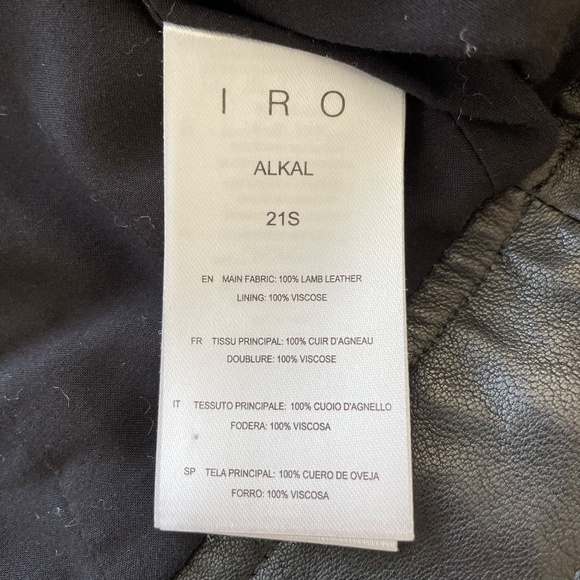 I R O
ALKAL
21S
EN MAIN FABRIC: 100% LAMB LEATHER
LINING: 100% VISCOSE
FR TISSU PRINCIPAL: 100% CUIR D'AGNEAU
DOUBLURE: 100% VISCOSE
IT TESSUTO PRINCIPALE: 100% CUOIO D'AGNELLO
FODERA: 100% VISCOSA
SP TELA PRINCIPAL: 100% CUERO DE OVEJA
FORRO: 100% VISCOSA